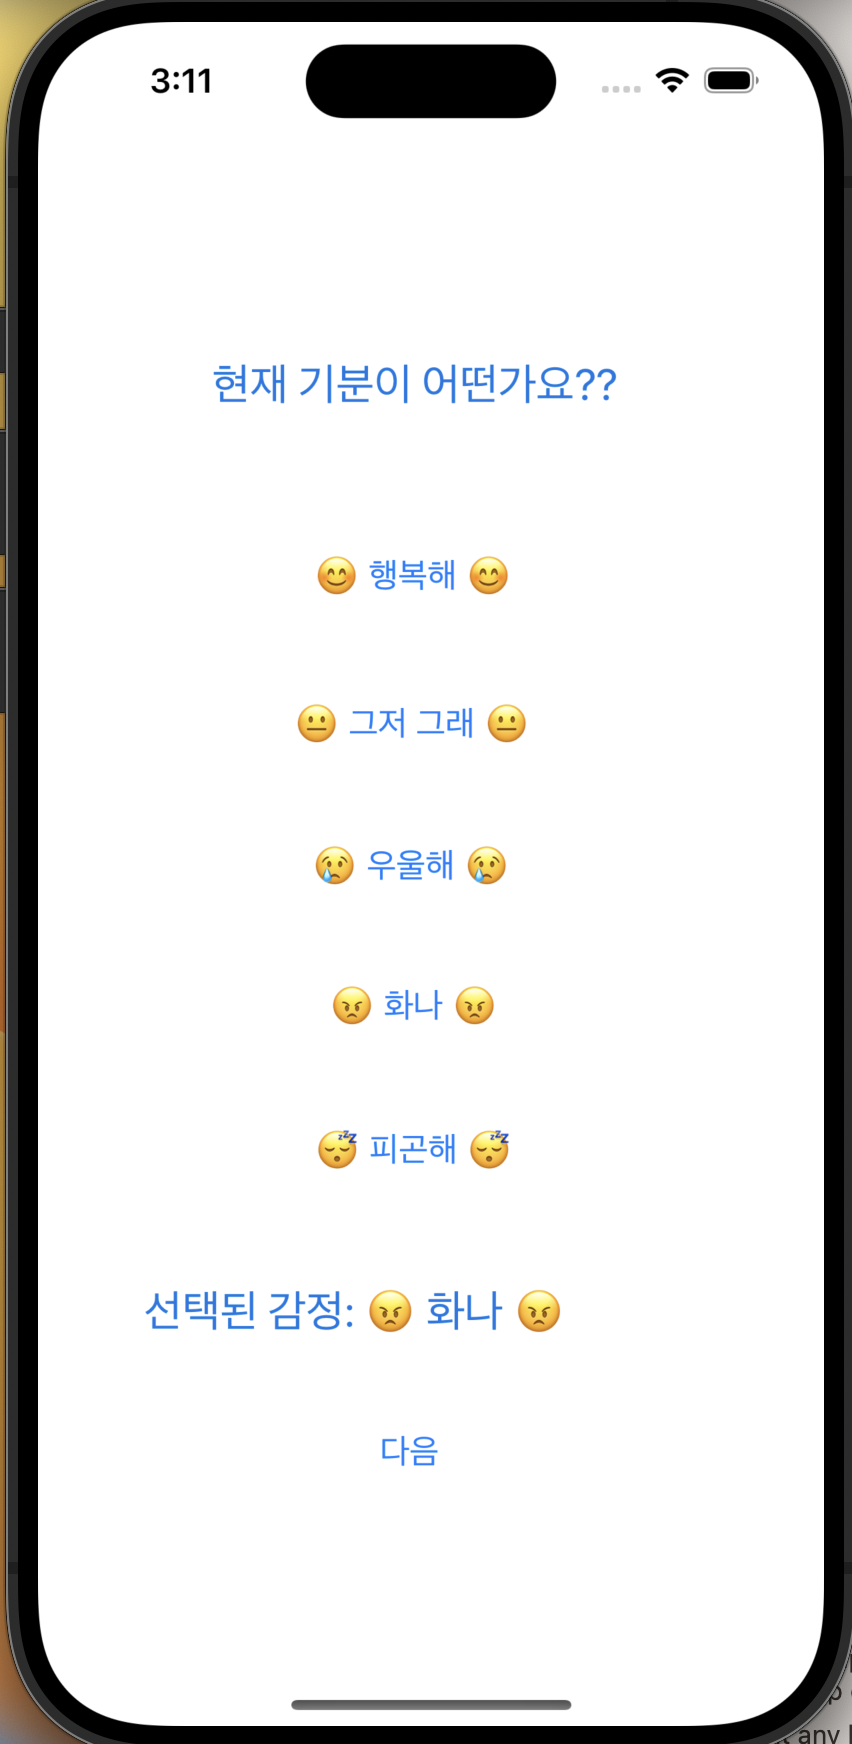 3:11
현재 기분이 어떤가요??
😊 행복해 😊
😐 그저 그래 😐
😢 우울해 😢
😠 화나 😠
😴 피곤해 😴
선택된 감정: 😠 화나 😠
다음
any